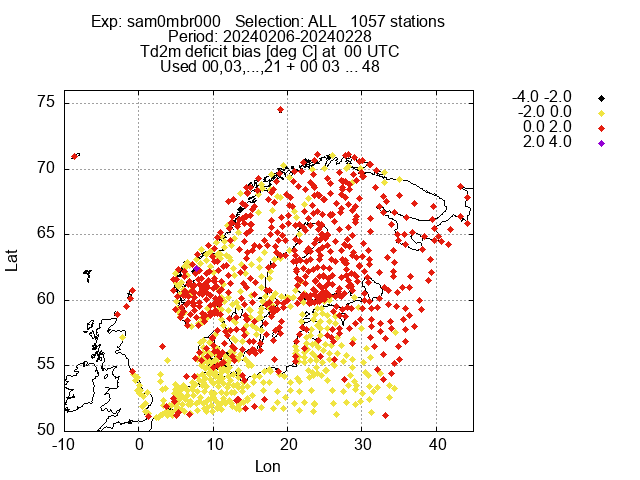 Exp: sam0mbr000 Selection: ALL 1057 stations
Period: 20240206-20240228
Td2m deficit bias [deg C] at 00 UTC
Used 00,03,...,21 + 00 03 ... 48
-4.0 -2.0
-2.0 0.0
0.0 2.0
2.0 4.0
75
70
65
60
55
50
Lat
-10 0 10 20 30 40
Lon